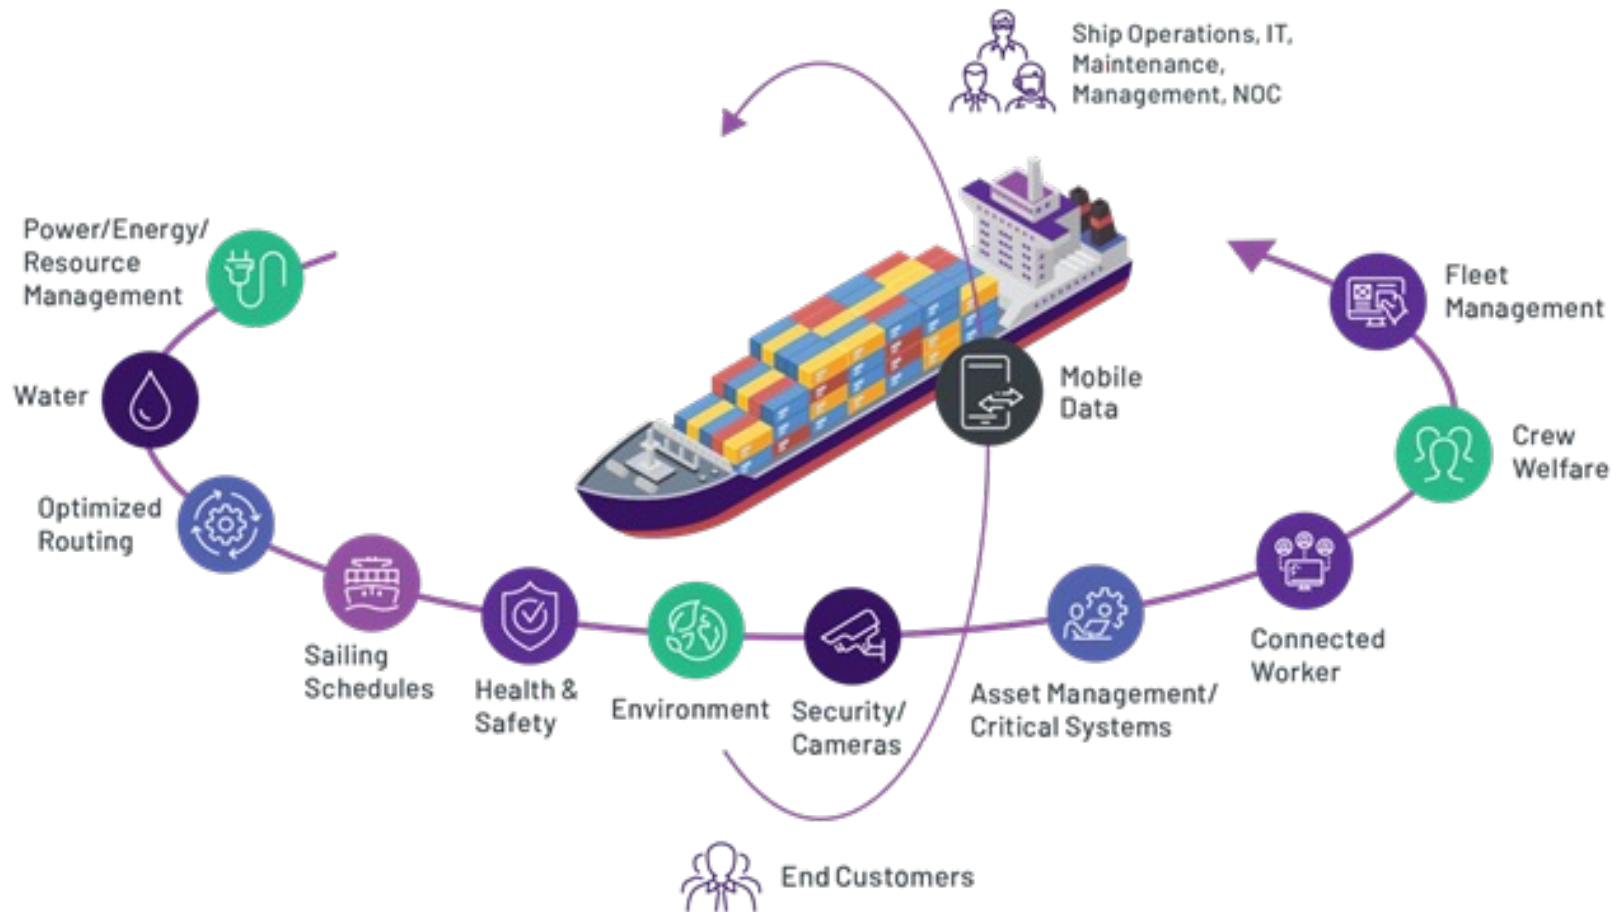 Ship Operations, IT,
Maintenance,
Management, NOC
Power/Energy/
Resource
Management
Water
Optimized
Routing
Sailing
Schedules
Health &
Safety
Environment
Security/
Cameras
Asset Management/
Critical Systems
Connected
Worker
Crew
Welfare
Fleet
Management
Mobile
Data
End Customers